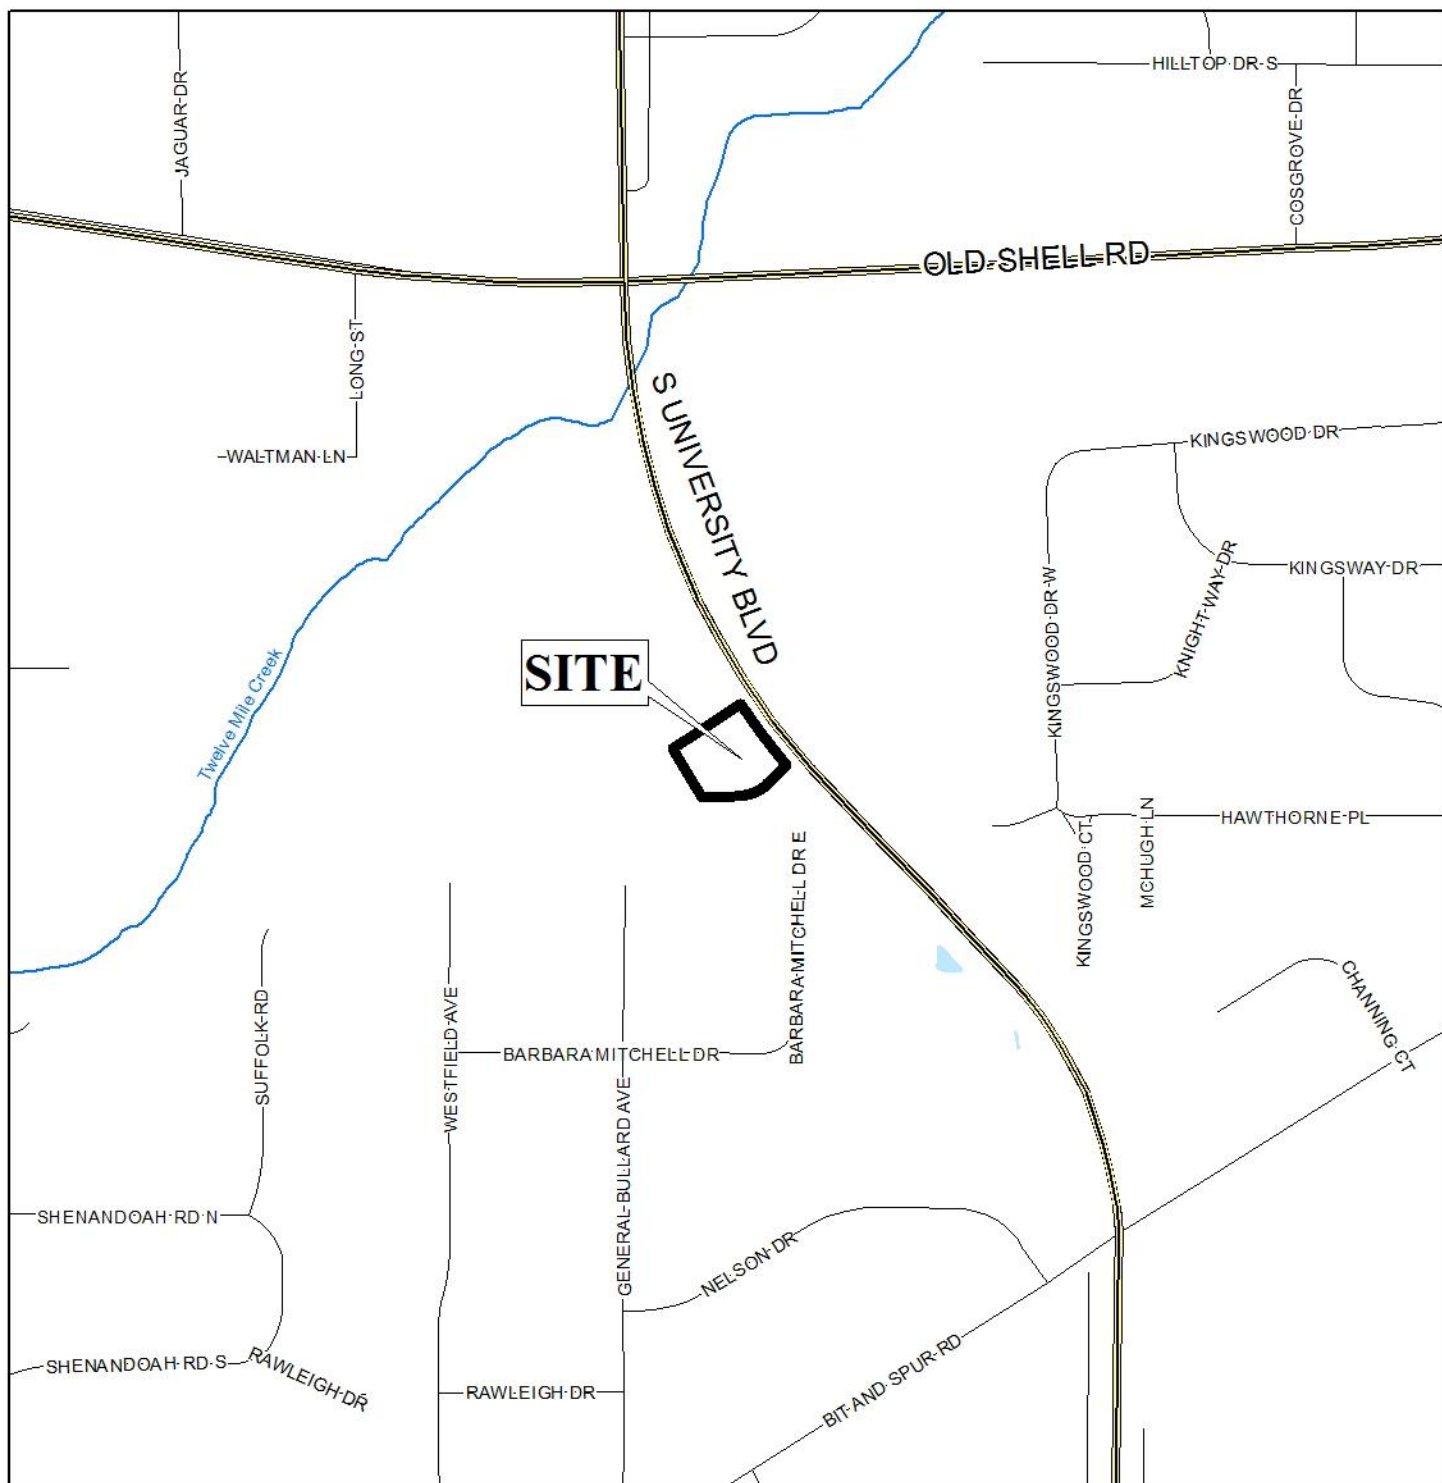 HILLTOP DR S
JAGUAR DR
COSGROVE DR
OLD SHELL RD
LONG ST
S UNIVERSITY BLVD
KINGSWOOD DR
WALTMAN LN
KINGSWAY DR
KNIGHT WAY DR
KINGSWOOD DR W
SITE
Twelve Mile Creek
HAWTHORNE PL
MCHUGH LN
KINGSWOOD CT
BARBARA MITCHELL DR E
CHANNING CT
SUFFOLK RD
WESTFIELD AVE
BARBARA MITCHELL DR
GENERAL BULLARD AVE
SHENANDOAH RD N
NELSON DR
SHENANDOAH RD S
RAWLEIGH DR
RAWLEIGH DR
BIT AND SPUR RD